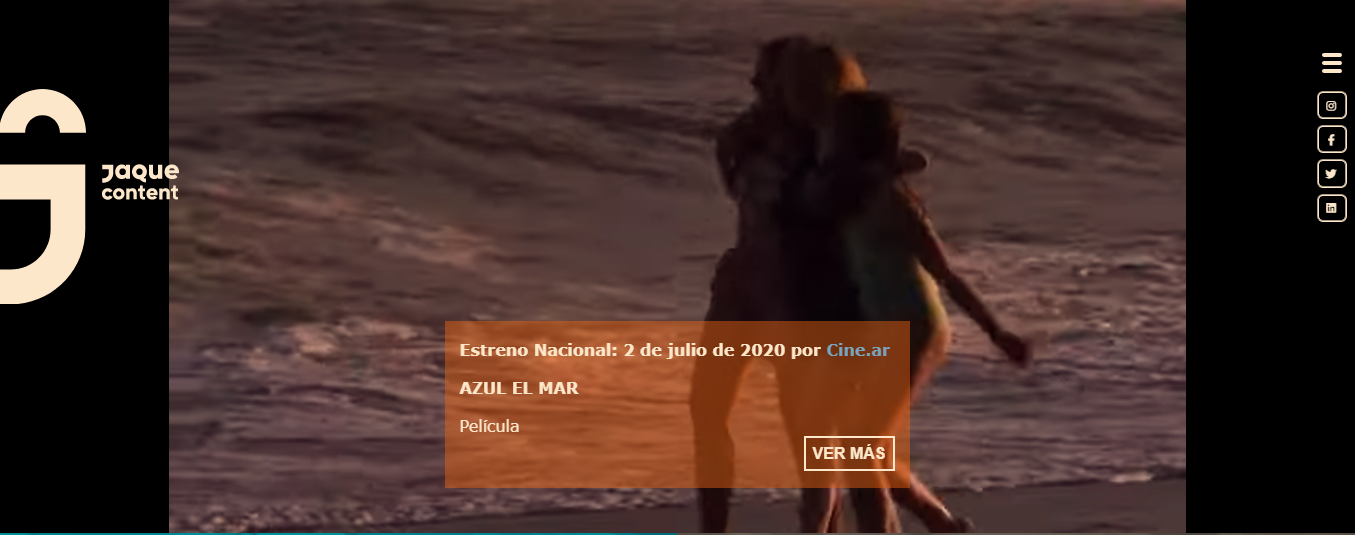 Jaque
content
Estreno Nacional: 2 de julio de 2020 por Cine.ar
AZUL EL MAR
Película
VER MÁS